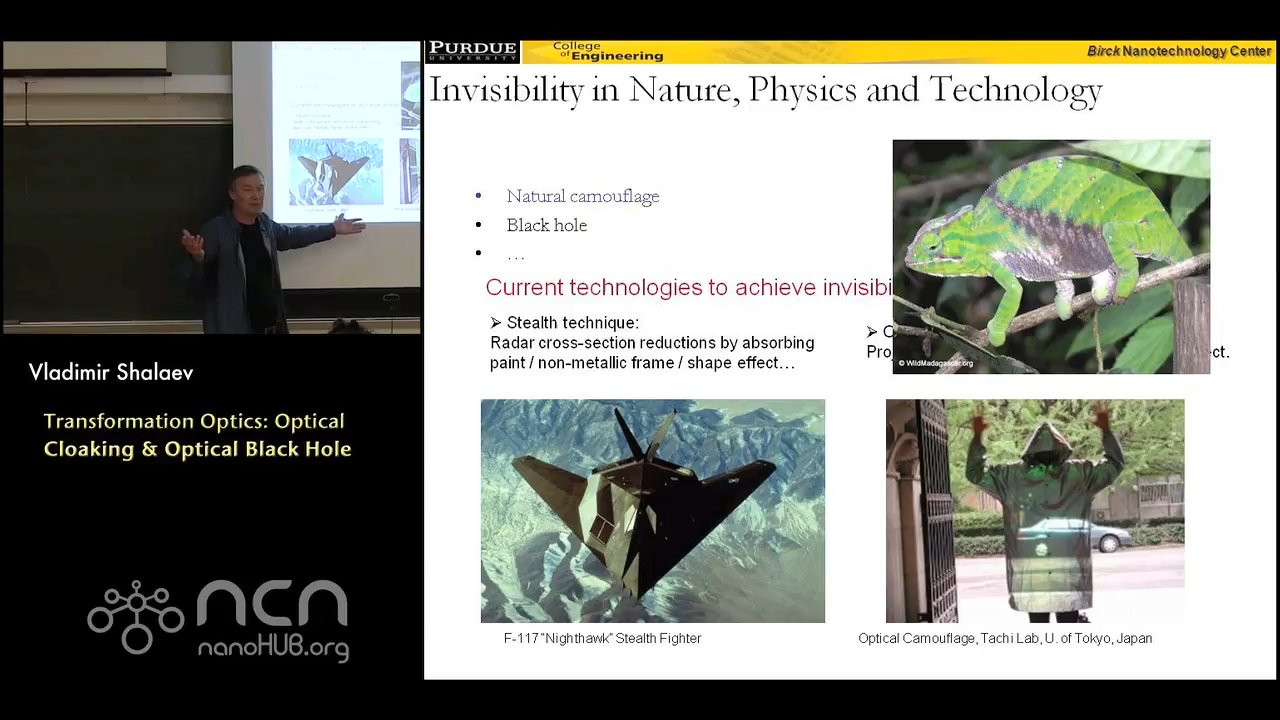 PURDUE
UNIVERSITY
College
of Engineering
Birck Nanotechnology Center
Invisibility in Nature, Physics and Technology
• Natural camouflage
• Black hole
• …
Current technologies to achieve invisibi
➢ Stealth technique:
Radar cross-section reductions by absorbing
paint / non-metallic frame / shape effect…
➢ O
Pro
ect.
© WildMadagascar.org
F-117 "Nighthawk" Stealth Fighter
Optical Camouflage, Tachi Lab, U. of Tokyo, Japan
Vladimir Shalaev
Transformation Optics: Optical
Cloaking & Optical Black Hole
ncn
nanoHUB.org